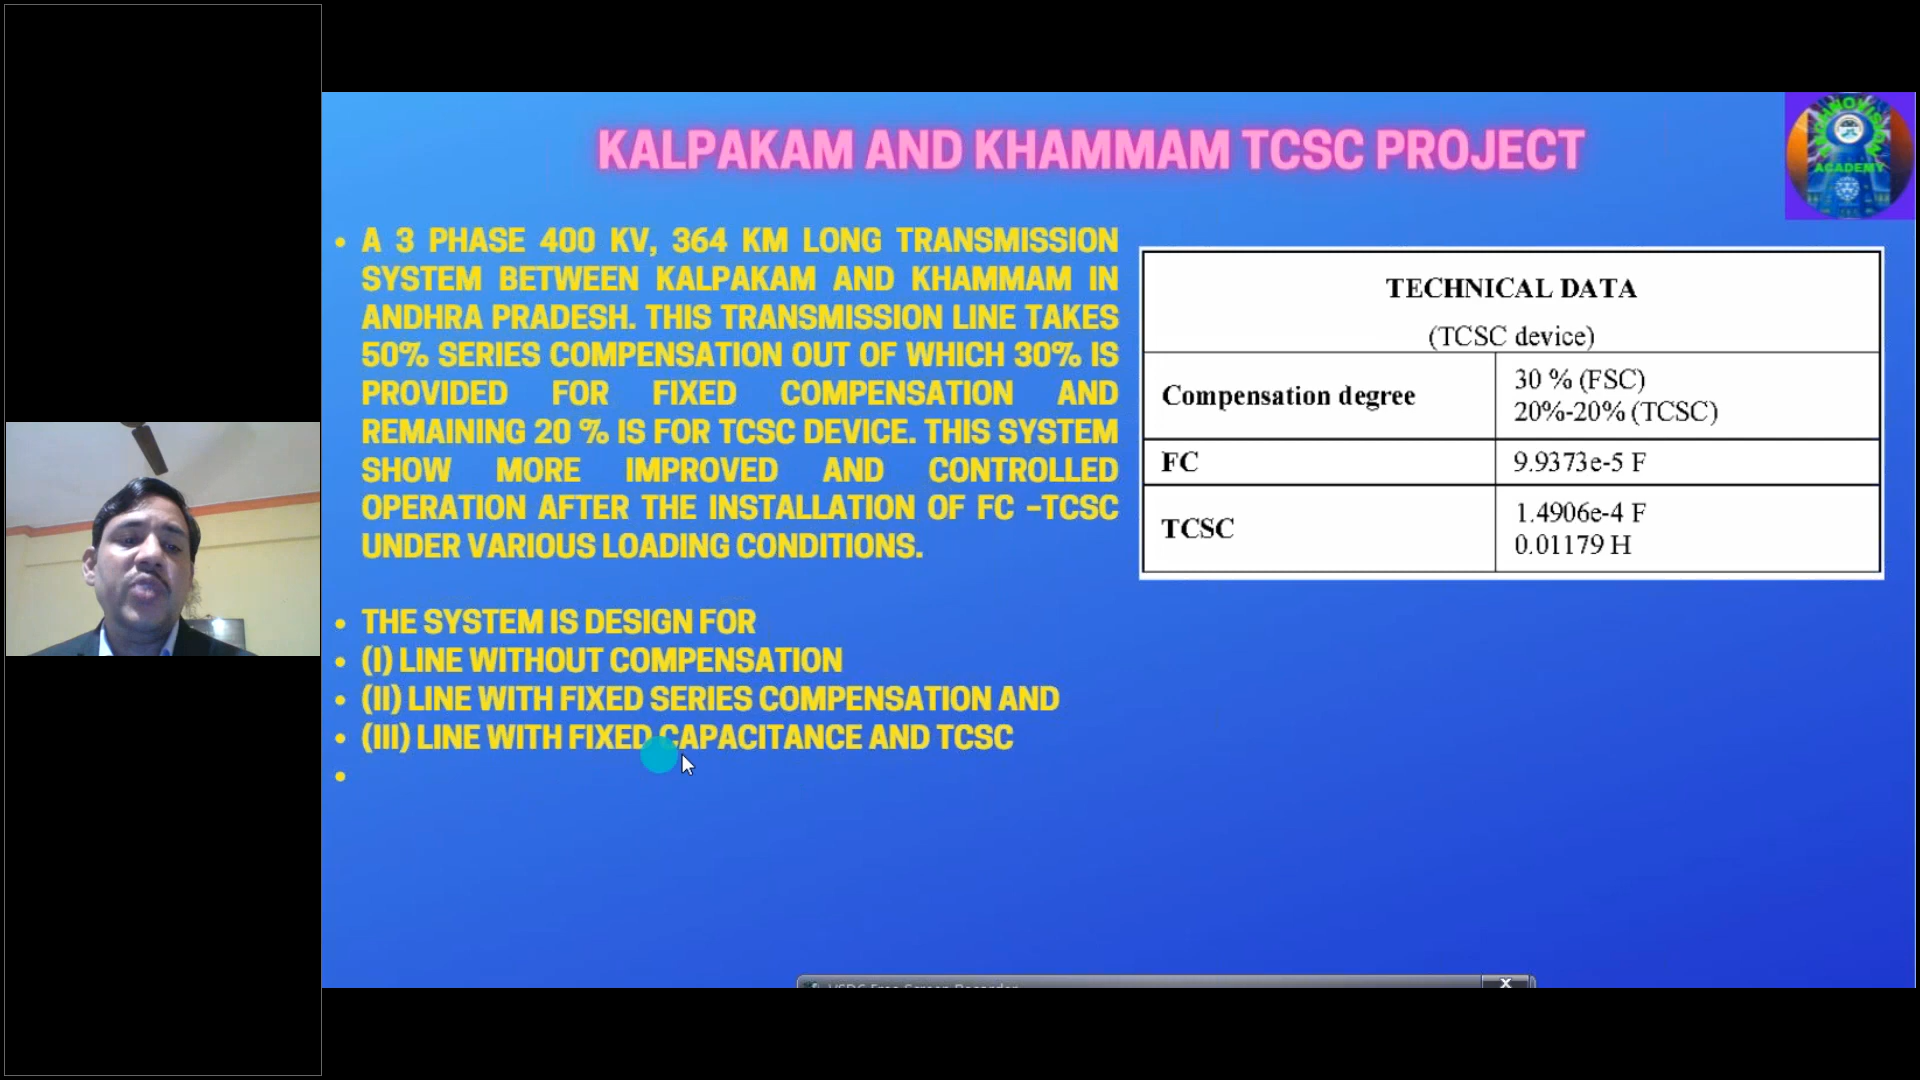 KALPAKAM AND KHAMMAM TCSC PROJECT
• A 3 PHASE 400 KV, 364 KM LONG TRANSMISSION
SYSTEM BETWEEN KALPAKAM AND KHAMMAM IN
ANDHRA PRADESH. THIS TRANSMISSION LINE TAKES
50% SERIES COMPENSATION OUT OF WHICH 30% IS
PROVIDED FOR FIXED COMPENSATION AND
REMAINING 20 % IS FOR TCSC DEVICE. THIS SYSTEM
SHOW MORE IMPROVED AND CONTROLLED
OPERATION AFTER THE INSTALLATION OF FC –TCSC
UNDER VARIOUS LOADING CONDITIONS.
• THE SYSTEM IS DESIGN FOR
• (I) LINE WITHOUT COMPENSATION
• (II) LINE WITH FIXED SERIES COMPENSATION AND
• (III) LINE WITH FIXED CAPACITANCE AND TCSC
•
TECHNICAL DATA
(TCSC device)
Compensation degree
30 % (FSC)
20%-20% (TCSC)
FC
9.9373e-5 F
TCSC
1.4906e-4 F
0.01179 H
ACADEMY
X